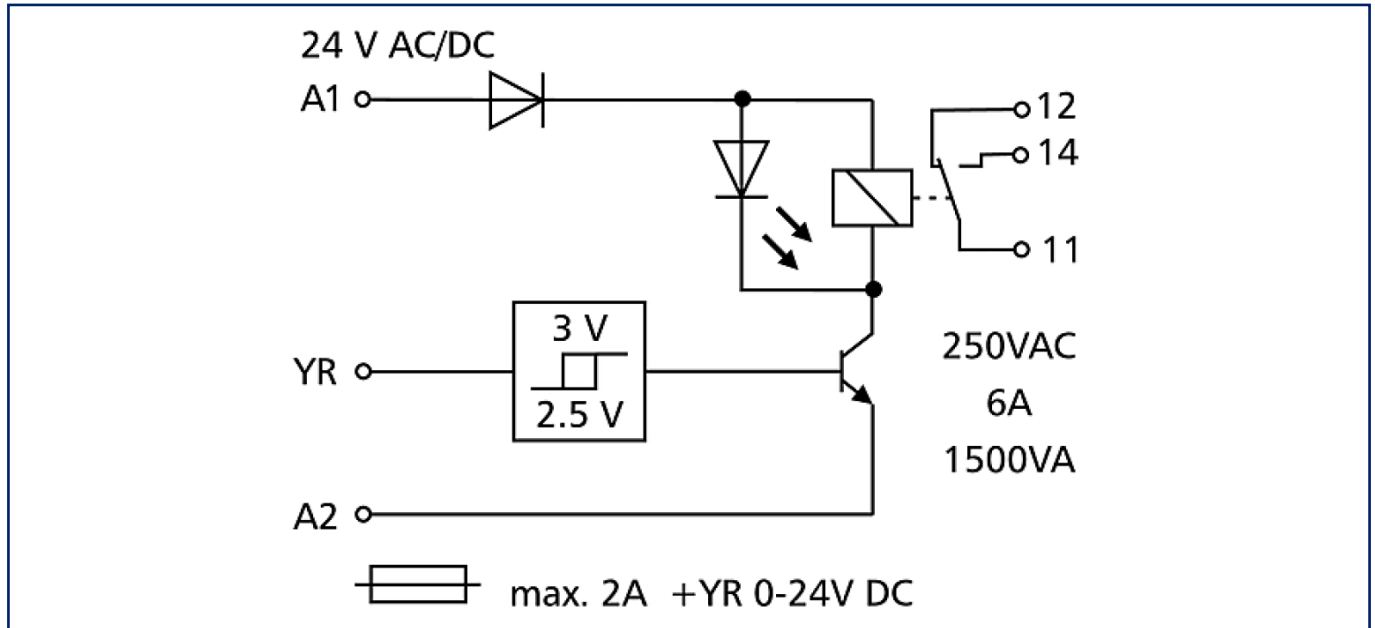 24 V AC/DC
A1
12
14
11
3 V
YR
2.5 V
250VAC
6A
1500VA
A2
max. 2A +YR 0-24V DC